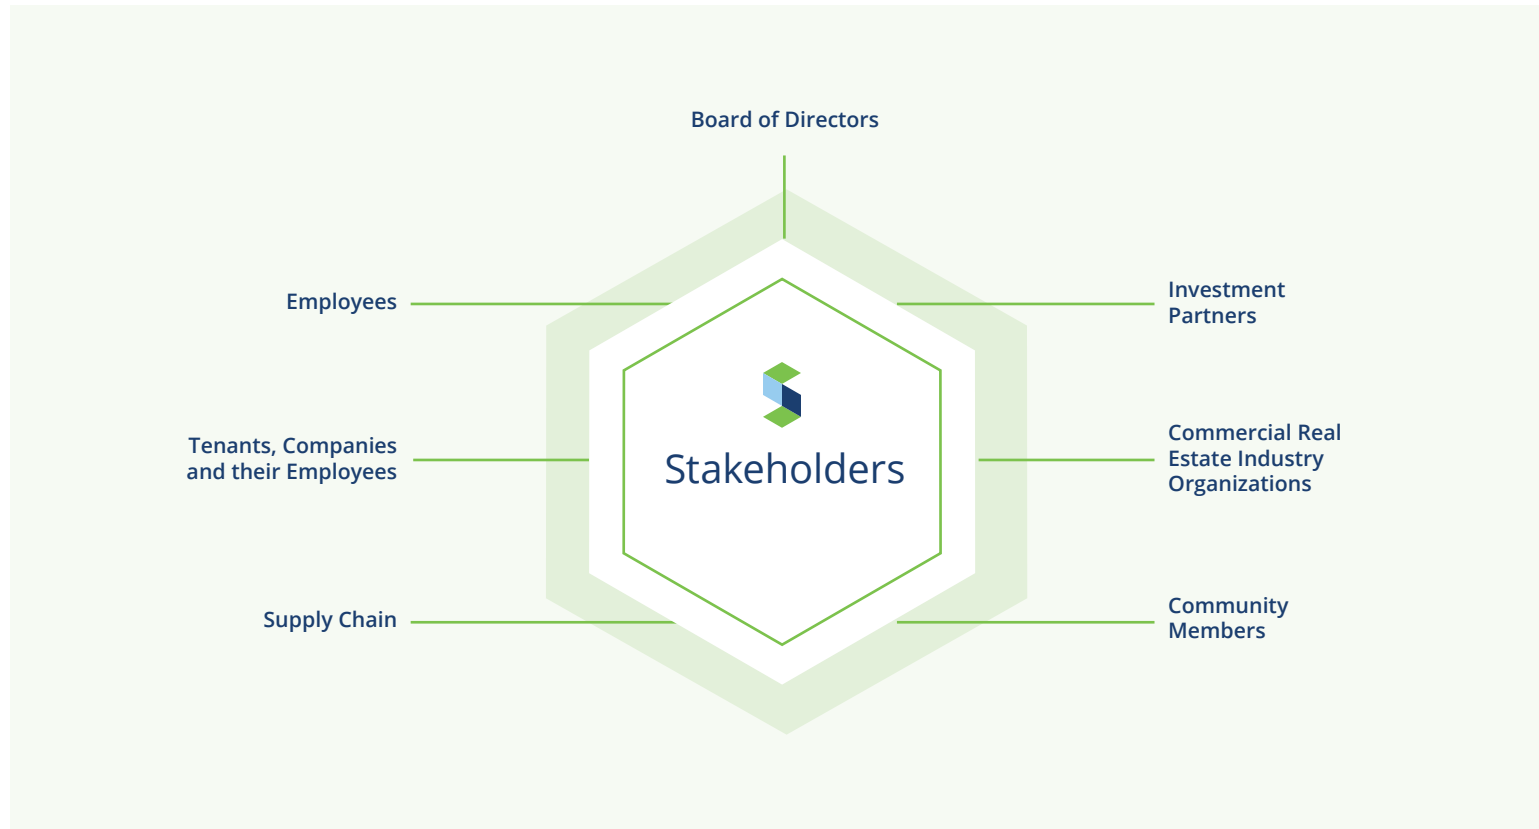 Board of Directors
Employees
Investment
Partners
Stakeholders
Tenants, Companies
and their Employees
Commercial Real
Estate Industry
Organizations
Supply Chain
Community
Members